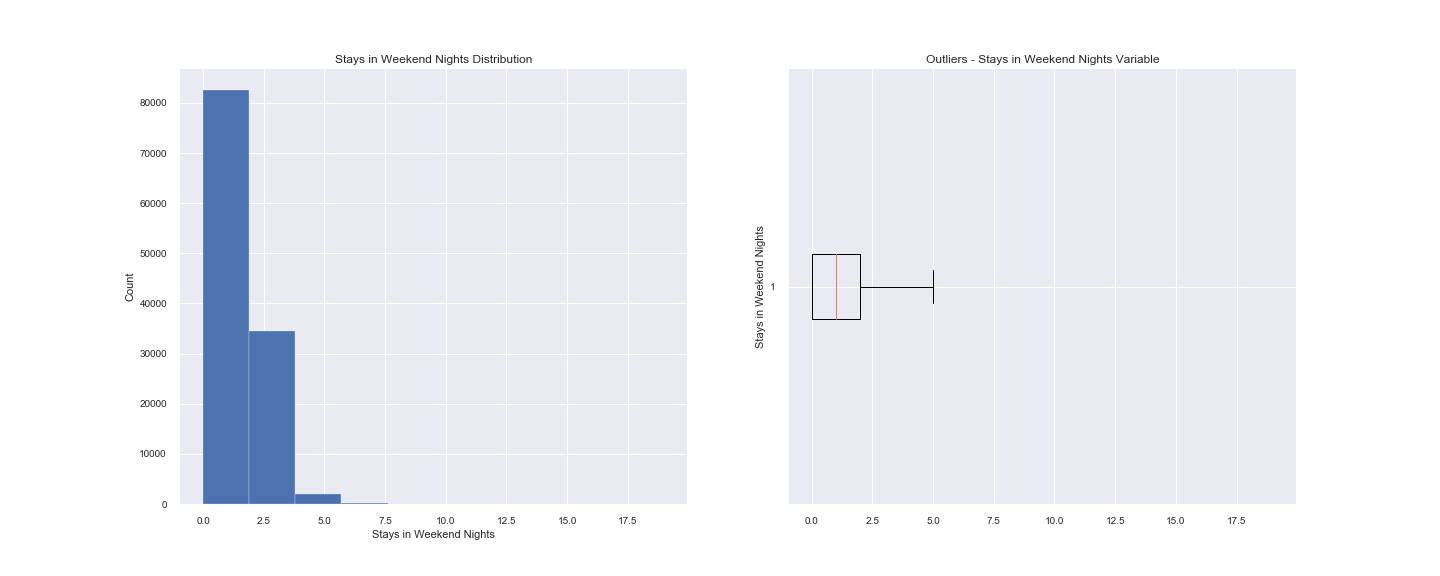 Stays in Weekend Nights Distribution
Count
80000
70000
60000
50000
40000
30000
20000
10000
0
0.0 2.5 5.0 7.5 10.0 12.5 15.0 17.5
Stays in Weekend Nights
Outliers - Stays in Weekend Nights Variable
Stays in Weekend Nights
1
0.0 2.5 5.0 7.5 10.0 12.5 15.0 17.5